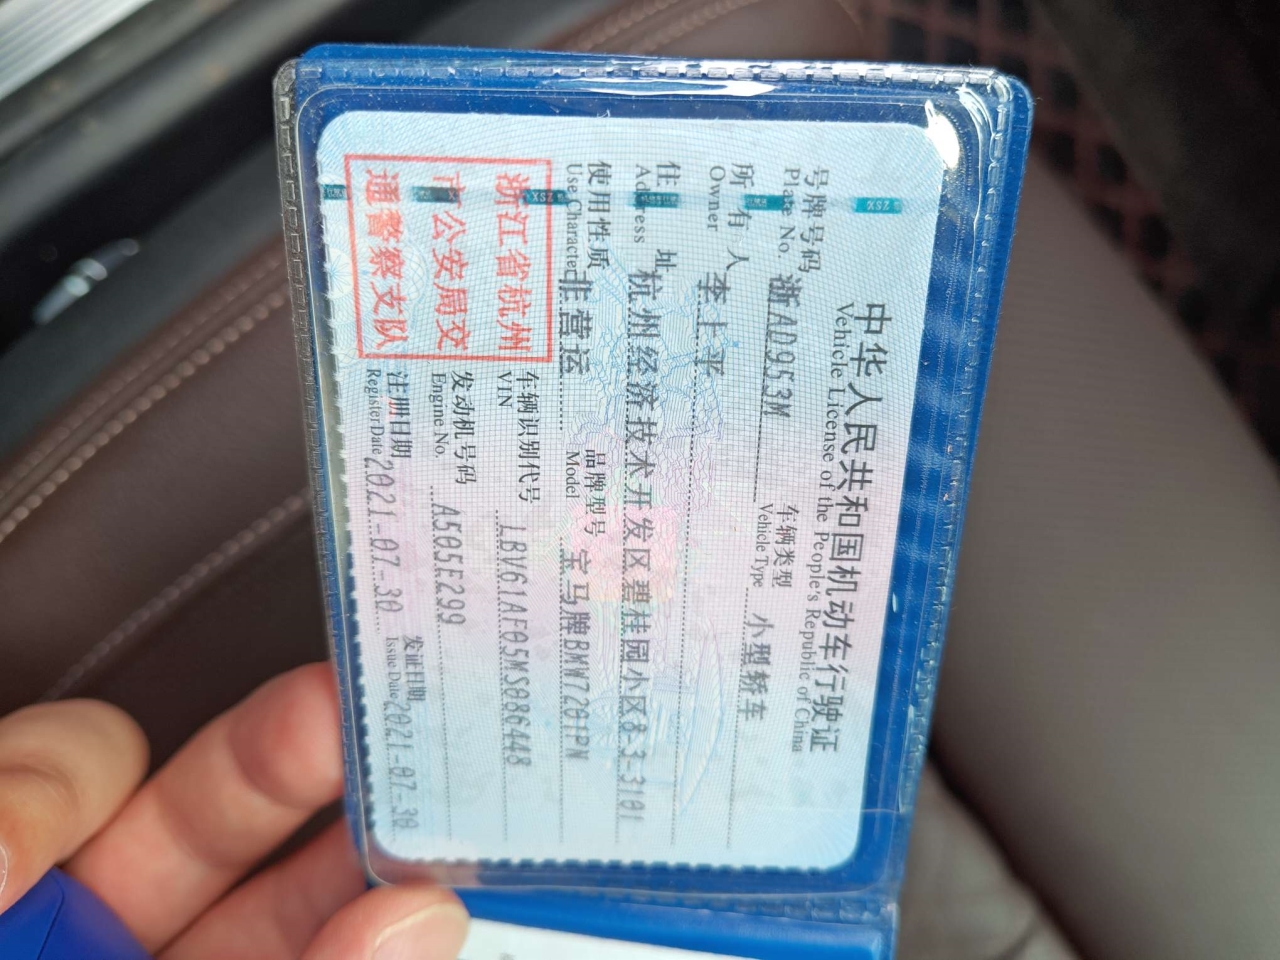 中华人民共和国机动车行驶证
Vehicle License of the People's Republic of China
号牌号码 浙AD9953M 车辆类型 小型轿车
Plate No. Vehicle Type
所有人 李上平
Owner
住址 杭州经济技术开发区碧桂园小区8-3-3101
Address
使用性质 非营运 品牌型号 宝马牌BMW7201PN
Use Character Model
浙江省杭州
市公安局交
通警察支队
车辆识别代号 LBV61AF05MS086448
VIN
发动机号码 A505E299
Engine No.
注册日期 2021-07-30 发证日期 2021-07-30
Register Date Issue Date